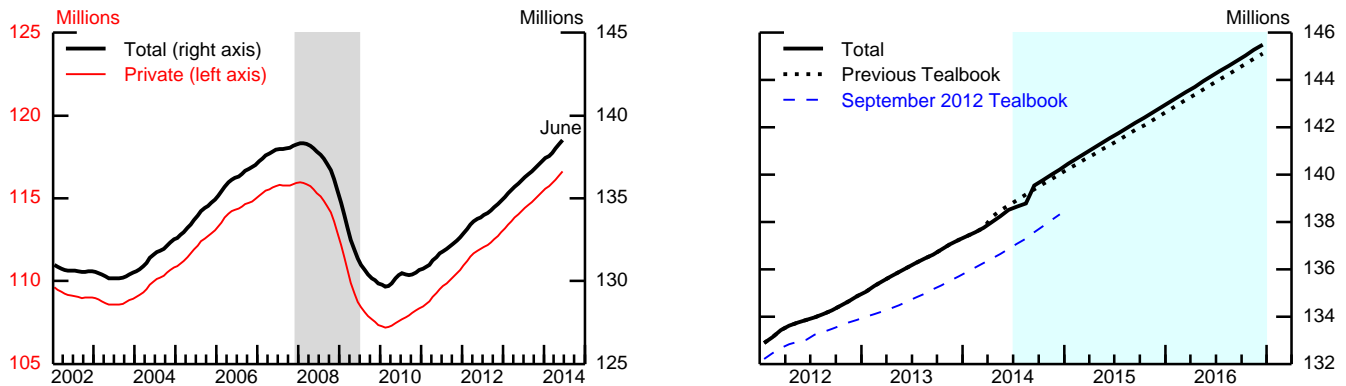 Millions
Millions
125
145
Total (right axis)
Private (left axis)
120
140
June
115
135
110
130
105
125
2002 2004 2006 2008 2010 2012 2014
Millions
146
Total
Previous Tealbook
September 2012 Tealbook
144
142
140
138
136
134
132
2012 2013 2014 2015 2016